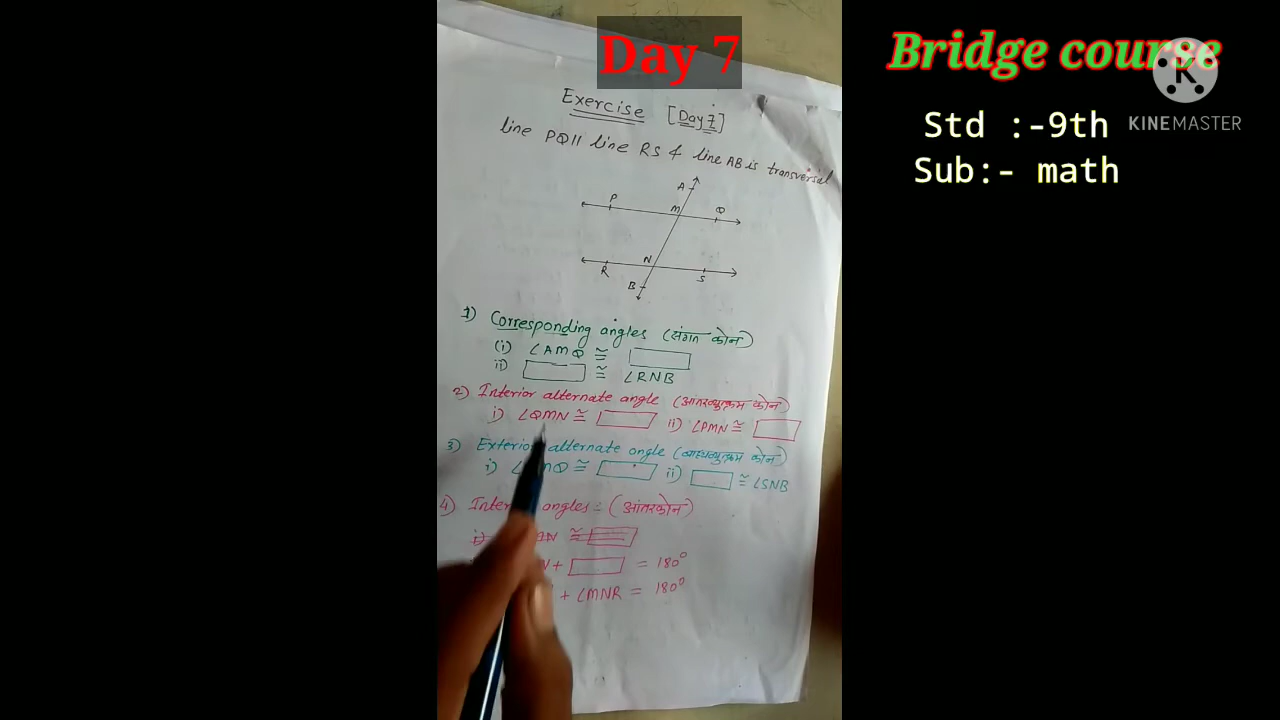 Day 7
Bridge course
KINEMASTER
Std :-9th
Sub:- math
Exercise [Day 7]
line PQ || line RS & line AB is transversal
A
P M Q
N
R S
B
1) Corresponding angles (संगत कोन)
(i) ∠AMQ ≅
ii) ≅ ∠RNB
2) Interior alternate angle (आंतरव्युत्क्रम कोन)
i) ∠QMN ≅ ii) ∠PMN ≅
3) Exterior alternate angle (बाह्यव्युत्क्रम कोन)
i) ≅ ii) ≅ ∠SNB
4) angles :- (आंतरकोन)
i) ≅
+ = 180°
+ ∠MNR = 180°